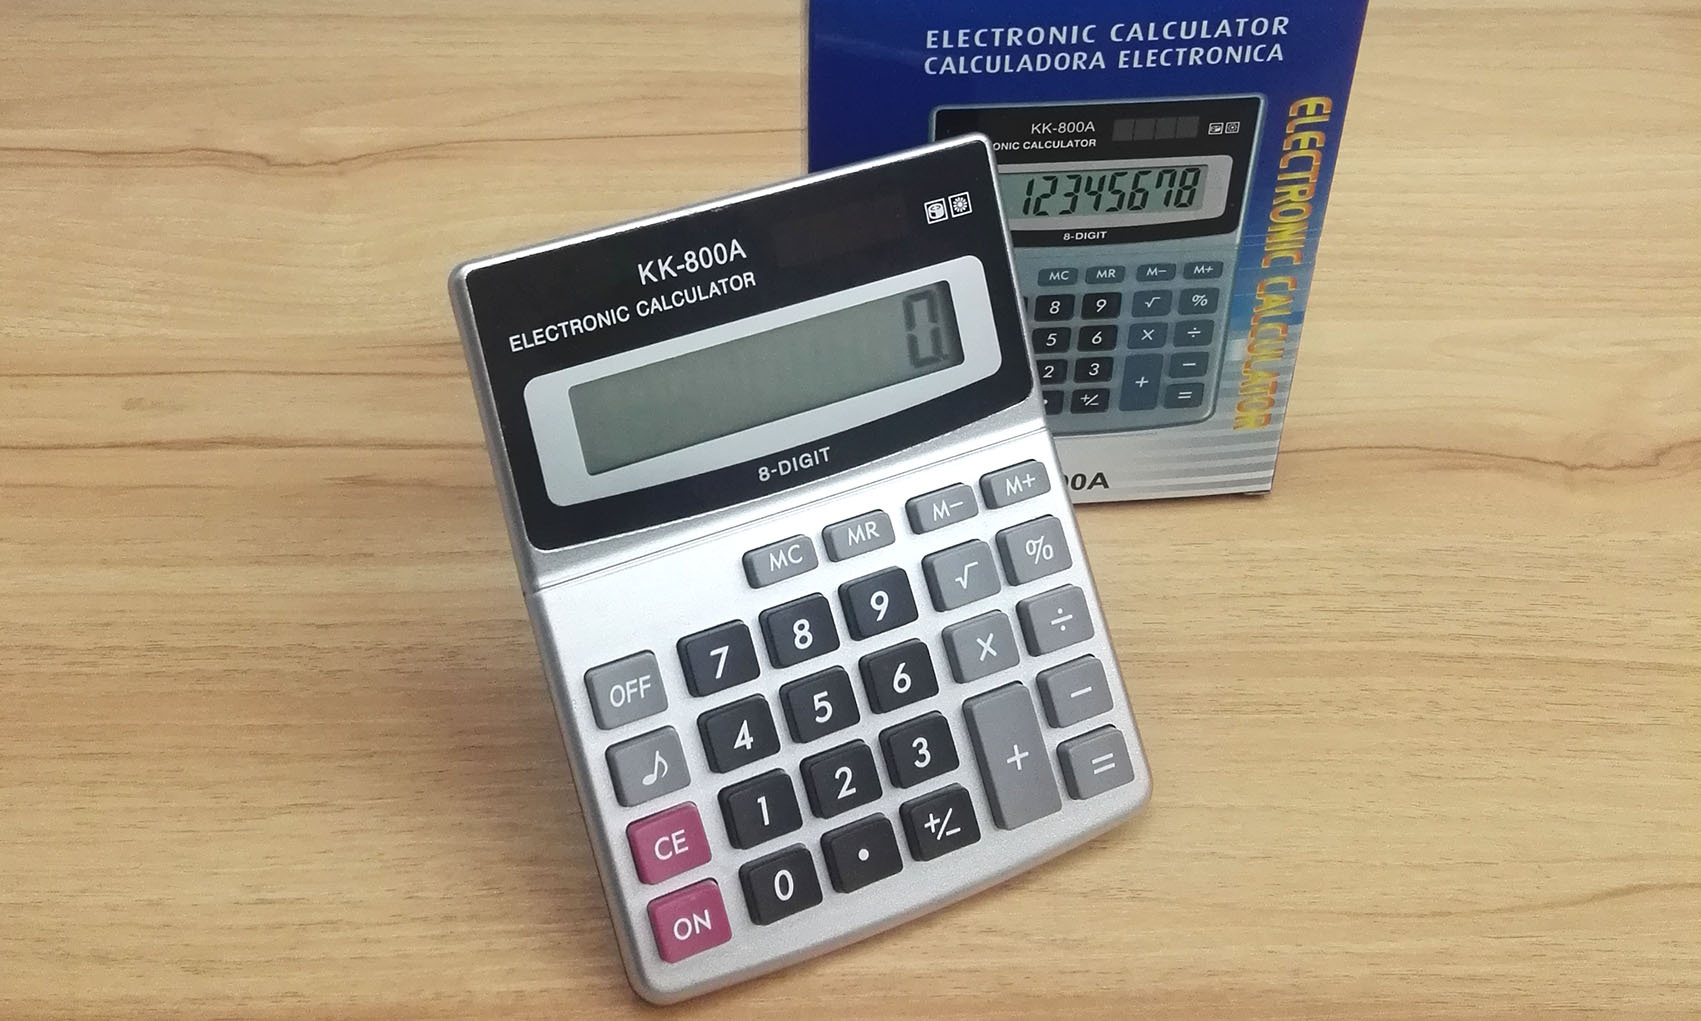 ELECTRONIC CALCULATOR
CALCULADORA ELECTRONICA
ELECTRONIC CALCULATOR
KK-800A
ONIC CALCULATOR
12345678
8-DIGIT
MC MR M− M+
8 9 √ %
5 6 X ÷
2 3 + −
• +/− =
00A
KK-800A
ELECTRONIC CALCULATOR
0.
8-DIGIT
MC MR M− M+
7 8 9 √ %
OFF 4 5 6 X ÷
♪ 1 2 3 + −
CE 0 • +/− =
ON